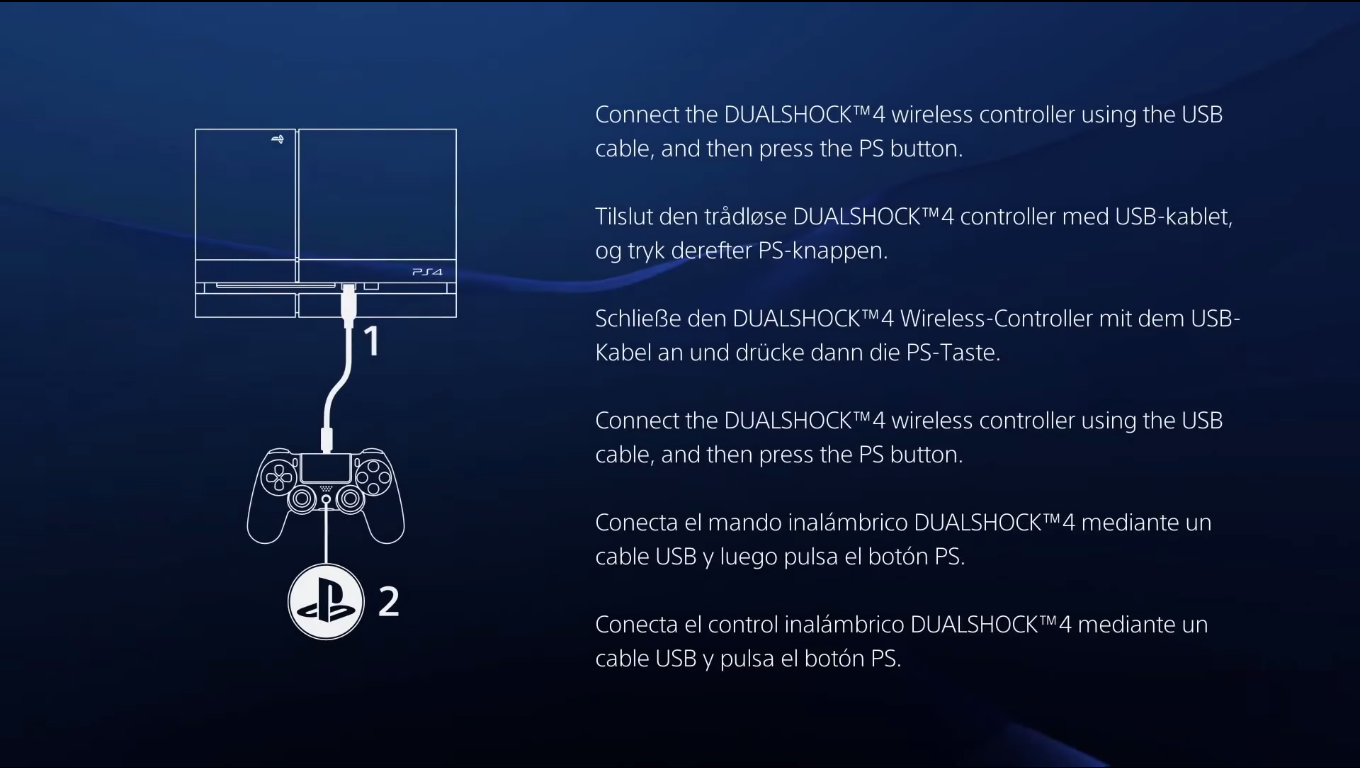 Connect the DUALSHOCK™4 wireless controller using the USB
cable, and then press the PS button.
Tilslut den trådløse DUALSHOCK™4 controller med USB-kablet,
og tryk derefter PS-knappen.
Schließe den DUALSHOCK™4 Wireless-Controller mit dem USB-
Kabel an und drücke dann die PS-Taste.
Connect the DUALSHOCK™4 wireless controller using the USB
cable, and then press the PS button.
Conecta el mando inalámbrico DUALSHOCK™4 mediante un
cable USB y luego pulsa el botón PS.
Conecta el control inalámbrico DUALSHOCK™4 mediante un
cable USB y pulsa el botón PS.
PS4
1
2